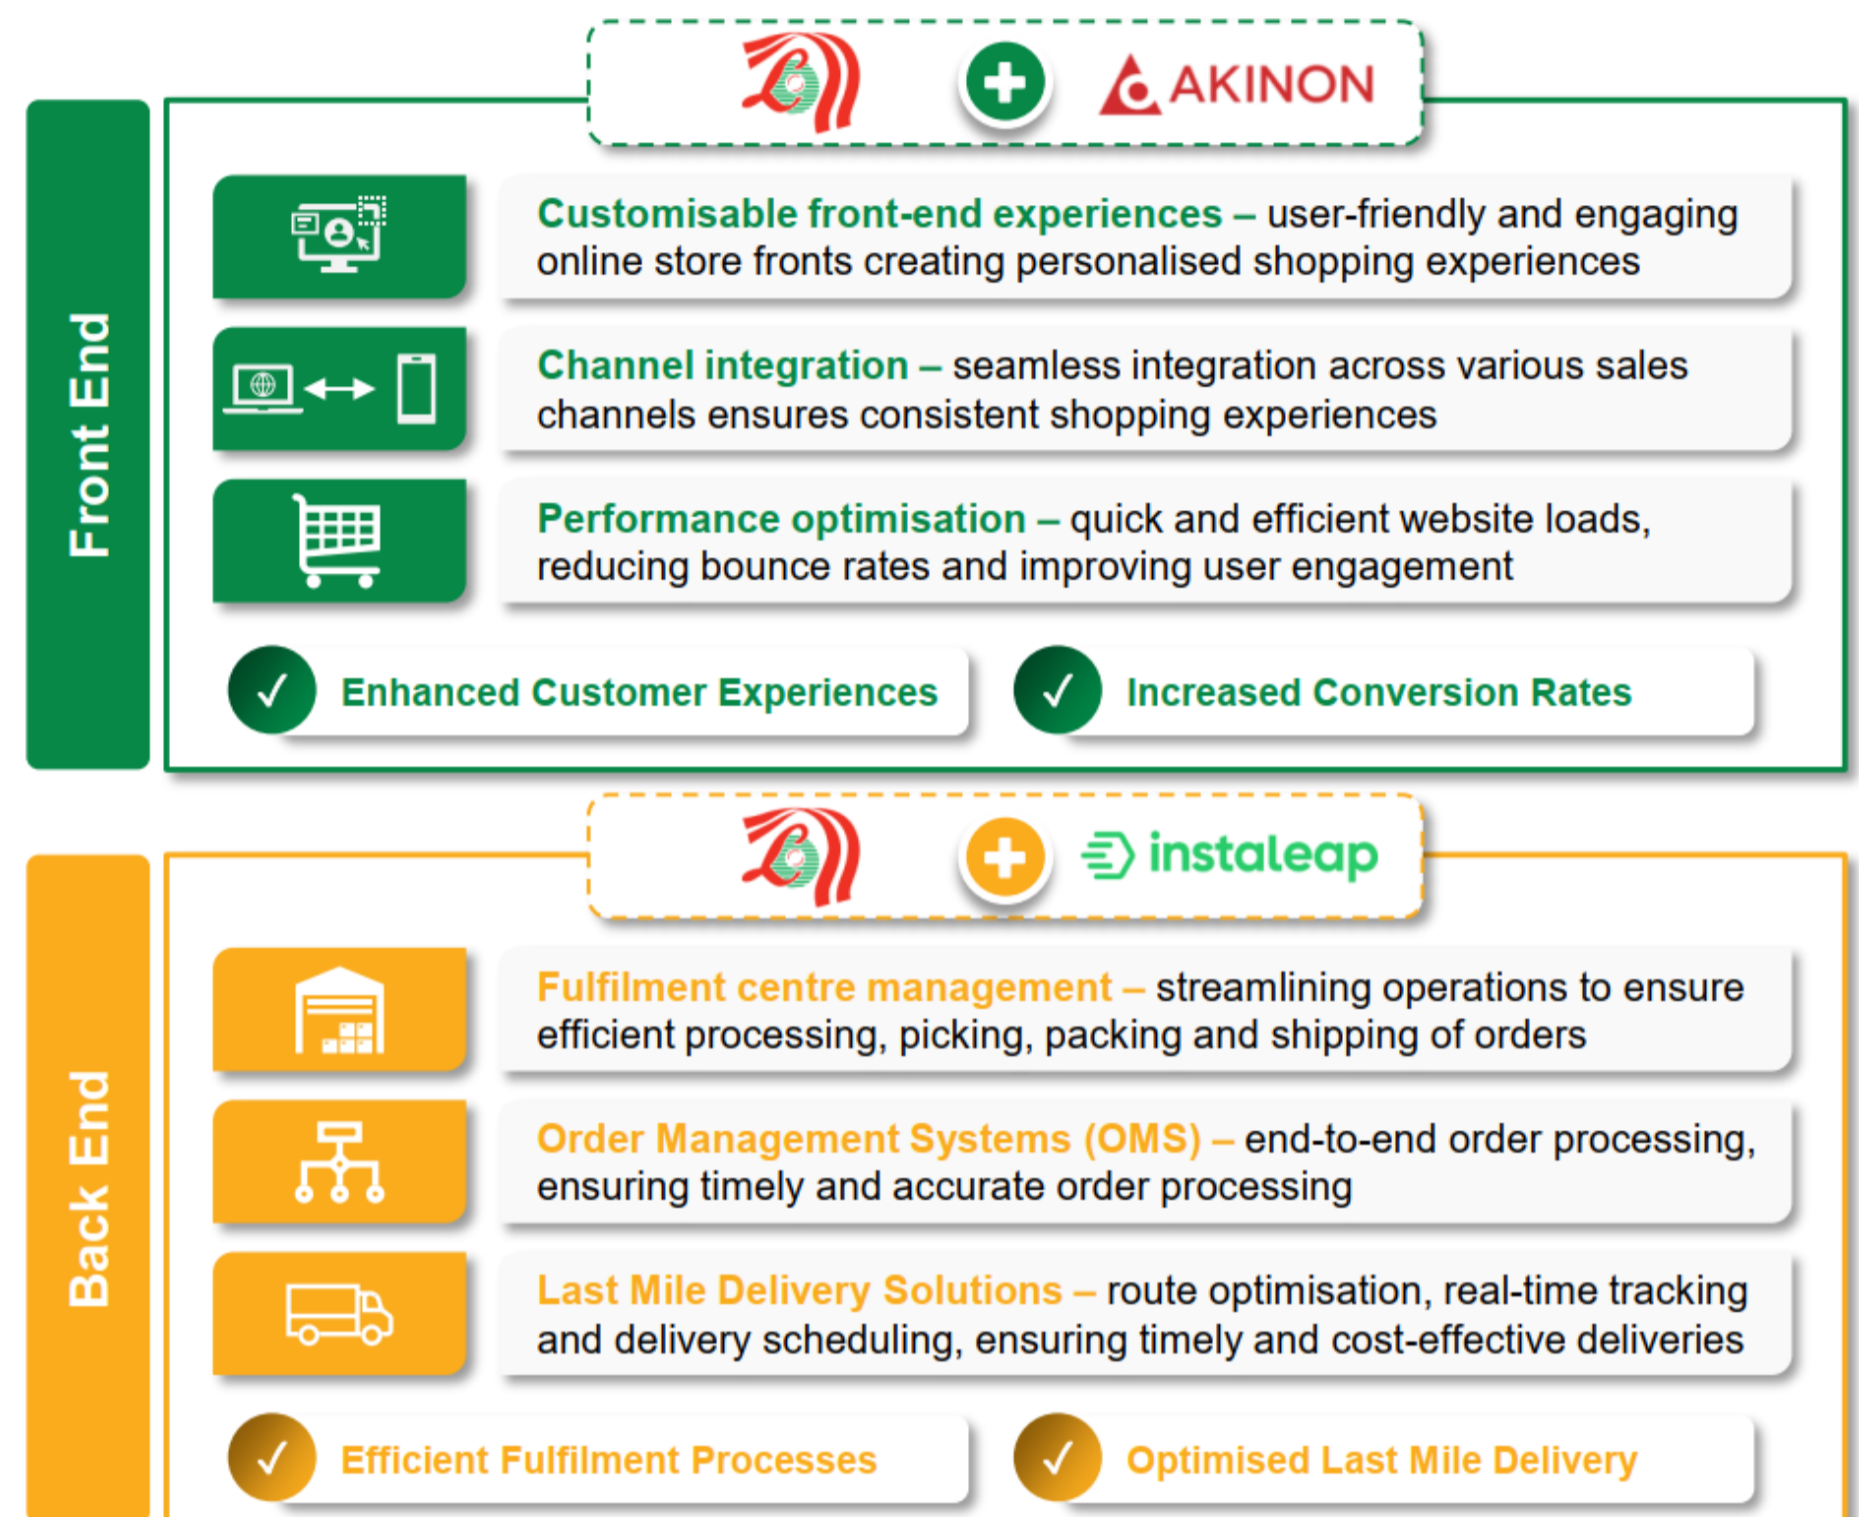 AKINON
Front End
Customisable front-end experiences – user-friendly and engaging
online store fronts creating personalised shopping experiences
Channel integration – seamless integration across various sales
channels ensures consistent shopping experiences
Performance optimisation – quick and efficient website loads,
reducing bounce rates and improving user engagement
Enhanced Customer Experiences
Increased Conversion Rates
instaleap
Back End
Fulfilment centre management – streamlining operations to ensure
efficient processing, picking, packing and shipping of orders
Order Management Systems (OMS) – end-to-end order processing,
ensuring timely and accurate order processing
Last Mile Delivery Solutions – route optimisation, real-time tracking
and delivery scheduling, ensuring timely and cost-effective deliveries
Efficient Fulfilment Processes
Optimised Last Mile Delivery